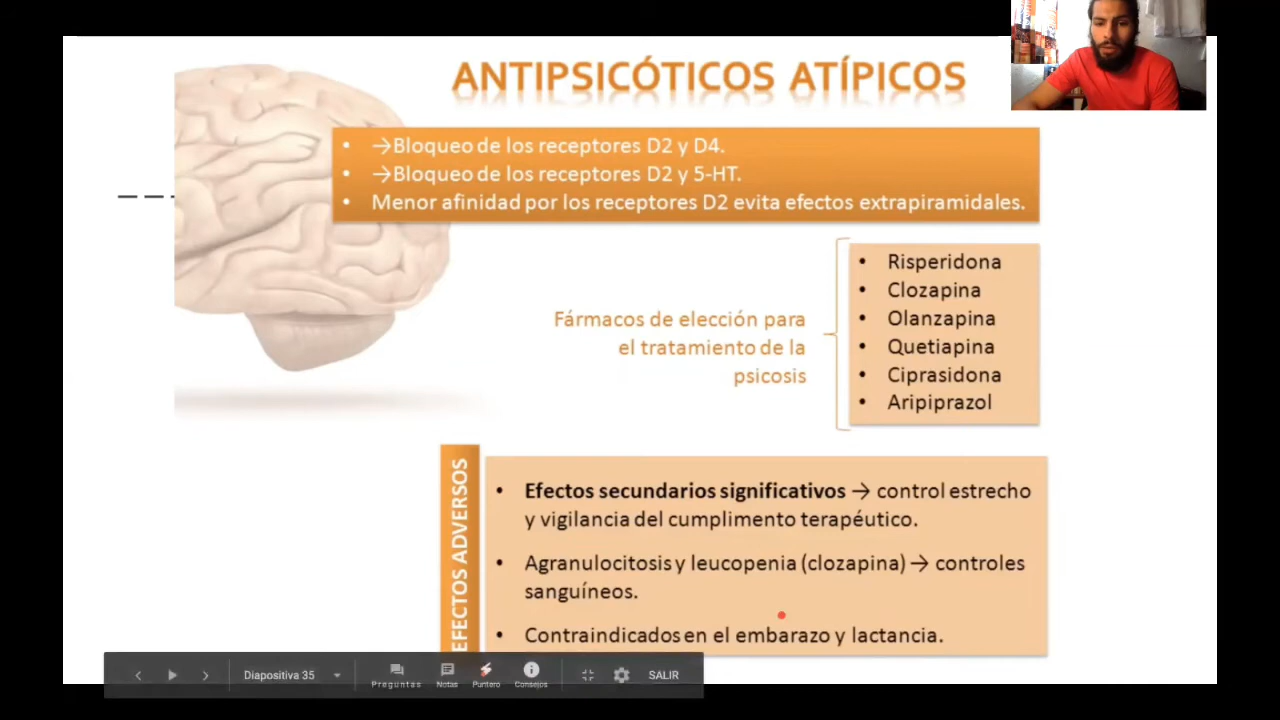 ANTIPSICÓTICOS ATÍPICOS
• →Bloqueo de los receptores D2 y D4.
• →Bloqueo de los receptores D2 y 5-HT.
Menor afinidad por los receptores D2 evita efectos extrapiramidales.
• Risperidona
• Clozapina
• Olanzapina
• Quetiapina
• Ciprasidona
• Aripiprazol
Fármacos de elección para
el tratamiento de la
psicosis
EFECTOS ADVERSOS
• Efectos secundarios significativos → control estrecho
y vigilancia del cumplimento terapéutico.
• Agranulocitosis y leucopenia (clozapina) → controles
sanguíneos.
• Contraindicados en el embarazo y lactancia.
Diapositiva 35
Preguntas
Notas
Puntero
Consejos
SALIR